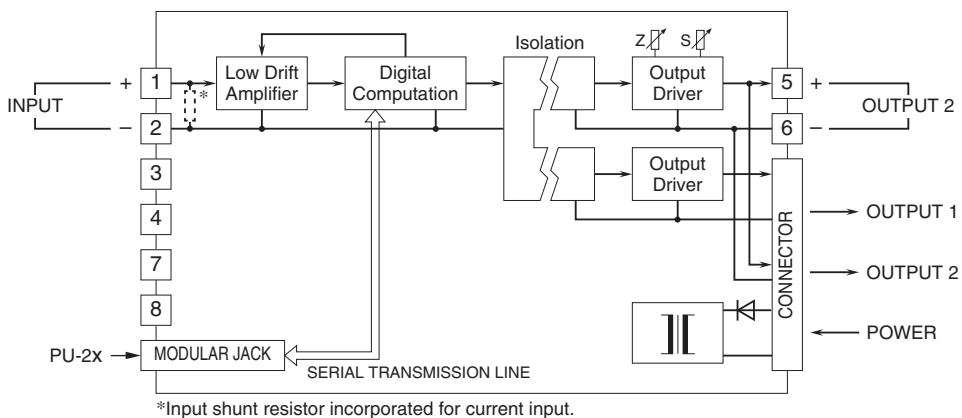 Isolation
Z
S
INPUT
+
1
*
Low Drift
Amplifier
Digital
Computation
Output
Driver
5
+
OUTPUT 2
−
2
6
−
3
Output
Driver
4
OUTPUT 1
7
OUTPUT 2
CONNECTOR
8
POWER
PU-2x
MODULAR JACK
SERIAL TRANSMISSION LINE
*Input shunt resistor incorporated for current input.